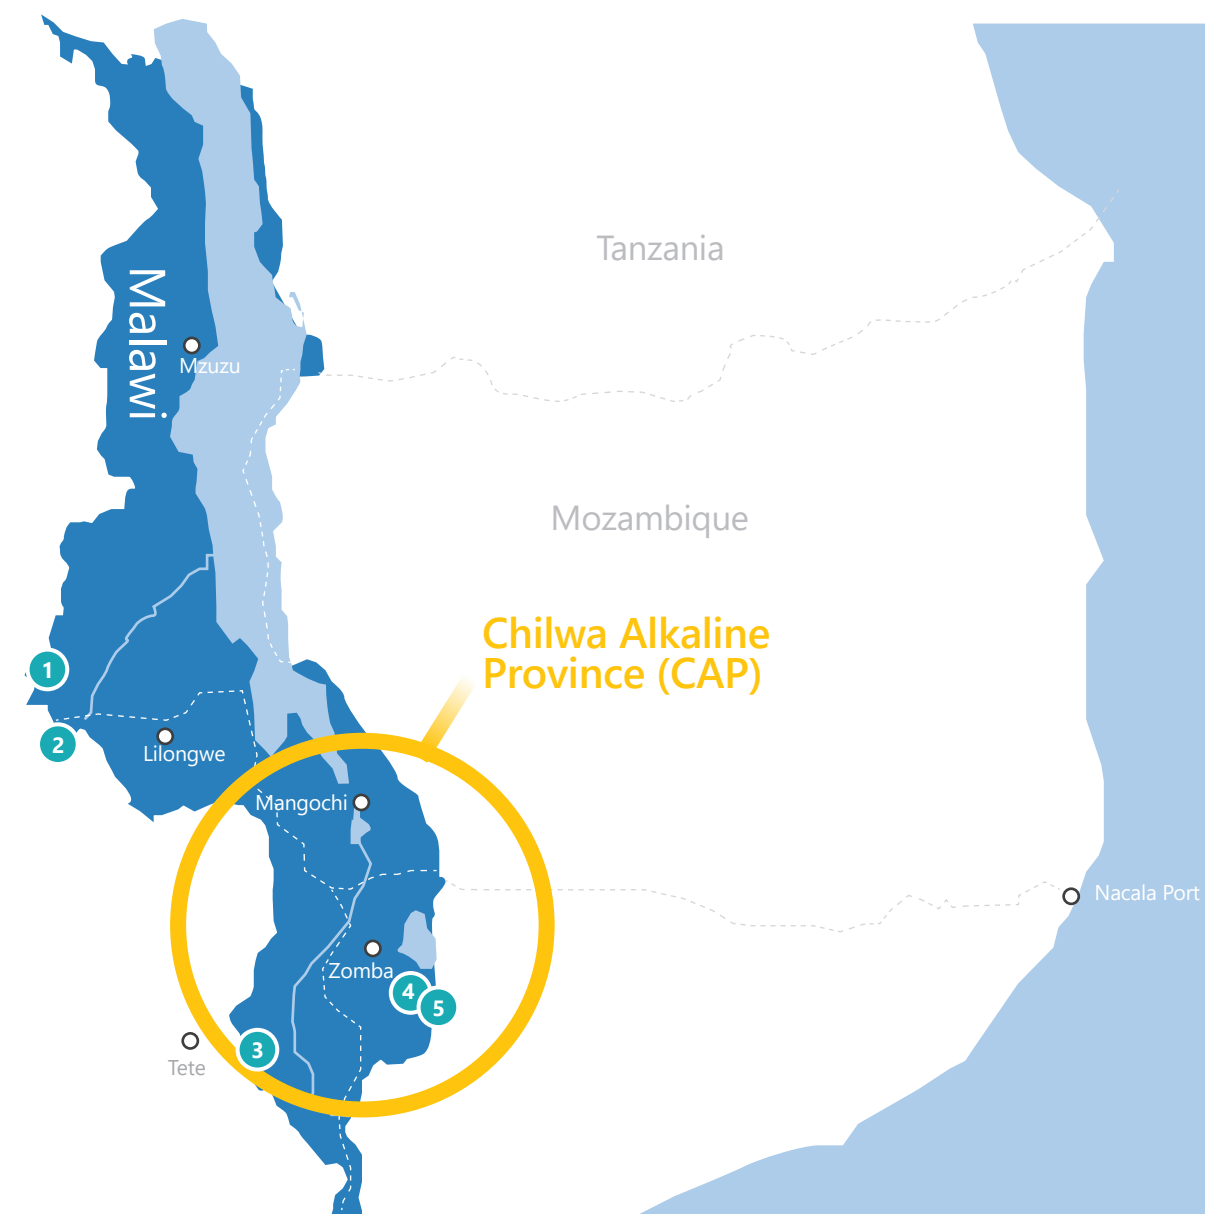 Tanzania
Malawi
Mzuzu
Mozambique
Chilwa Alkaline
Province (CAP)
1
2
Lilongwe
Mangochi
Nacala Port
Zomba
4
5
3
Tete